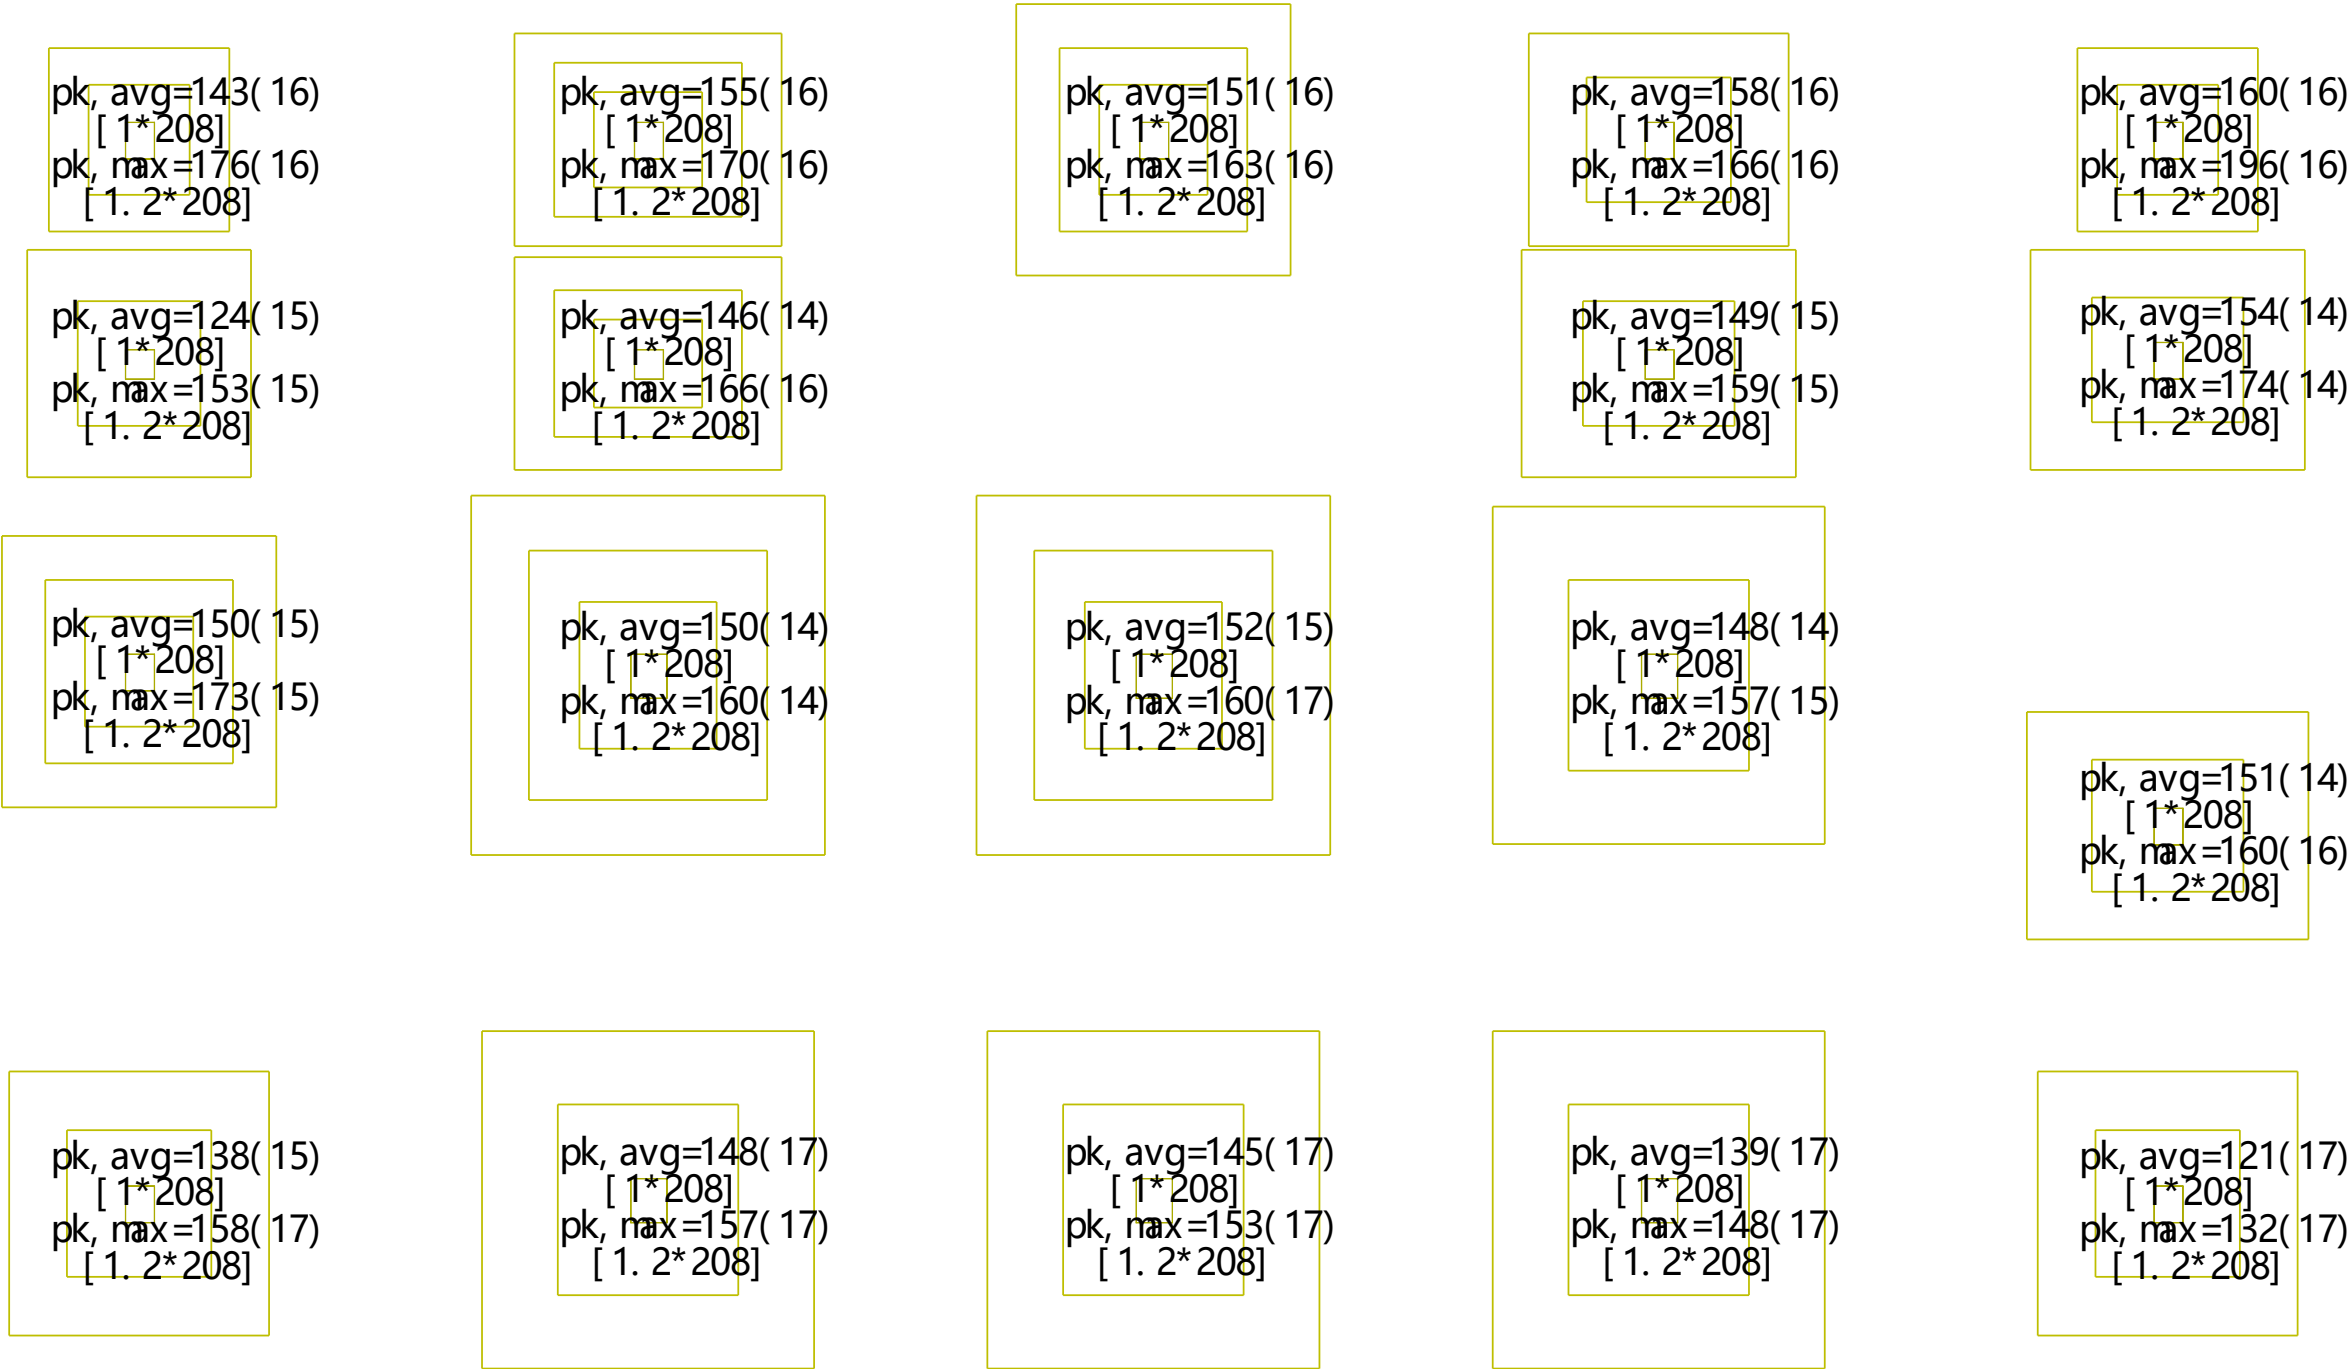 pk, avg=143( 16)
[ 1*208]
pk, max=176( 16)
[ 1. 2*208]
pk, avg=155( 16)
[ 1*208]
pk, max=170( 16)
[ 1. 2*208]
pk, avg=151( 16)
[ 1*208]
pk, max=163( 16)
[ 1. 2*208]
pk, avg=158( 16)
[ 1*208]
pk, max=166( 16)
[ 1. 2*208]
pk, avg=160( 16)
[ 1*208]
pk, max=196( 16)
[ 1. 2*208]
pk, avg=124( 15)
[ 1*208]
pk, max=153( 15)
[ 1. 2*208]
pk, avg=146( 14)
[ 1*208]
pk, max=166( 16)
[ 1. 2*208]
pk, avg=149( 15)
[ 1*208]
pk, max=159( 15)
[ 1. 2*208]
pk, avg=154( 14)
[ 1*208]
pk, max=174( 14)
[ 1. 2*208]
pk, avg=150( 15)
[ 1*208]
pk, max=173( 15)
[ 1. 2*208]
pk, avg=150( 14)
[ 1*208]
pk, max=160( 14)
[ 1. 2*208]
pk, avg=152( 15)
[ 1*208]
pk, max=160( 17)
[ 1. 2*208]
pk, avg=148( 14)
[ 1*208]
pk, max=157( 15)
[ 1. 2*208]
pk, avg=151( 14)
[ 1*208]
pk, max=160( 16)
[ 1. 2*208]
pk, avg=138( 15)
[ 1*208]
pk, max=158( 17)
[ 1. 2*208]
pk, avg=148( 17)
[ 1*208]
pk, max=157( 17)
[ 1. 2*208]
pk, avg=145( 17)
[ 1*208]
pk, max=153( 17)
[ 1. 2*208]
pk, avg=139( 17)
[ 1*208]
pk, max=148( 17)
[ 1. 2*208]
pk, avg=121( 17)
[ 1*208]
pk, max=132( 17)
[ 1. 2*208]